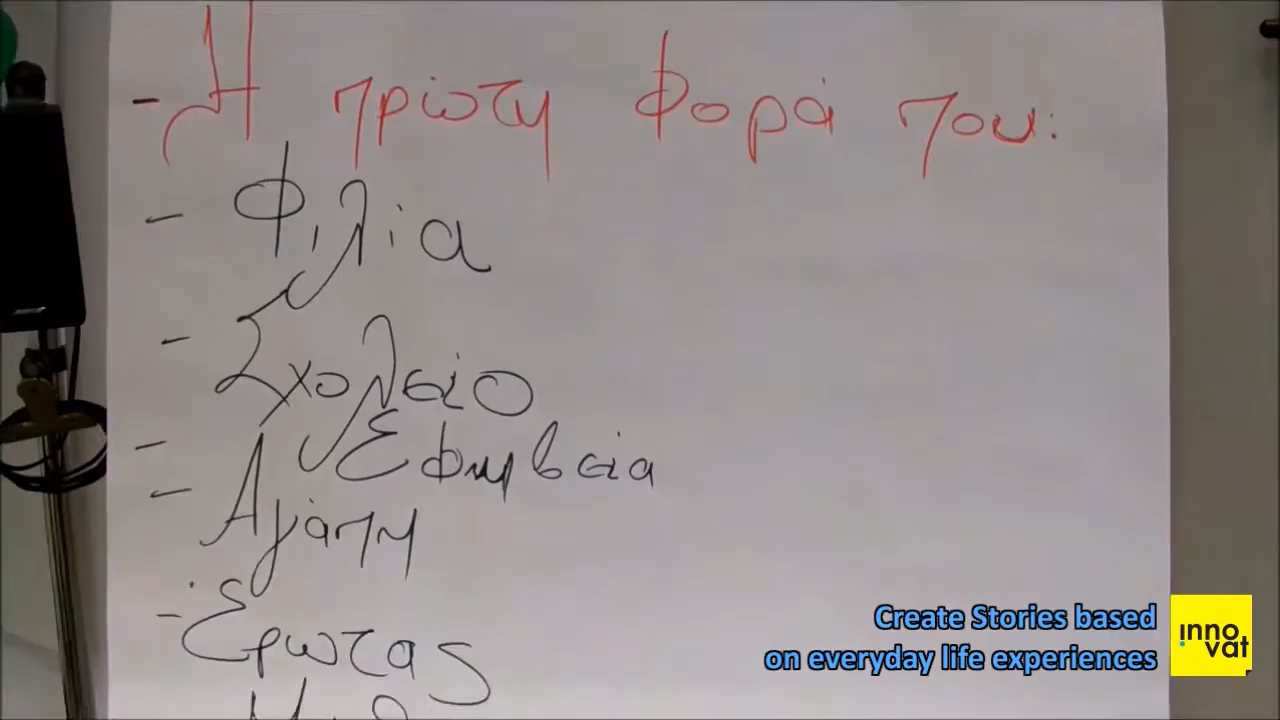 - Η πρώτη Φορά που:
- Φιλία
- Σχολείο
- Εφηβεία
- Αγάπη
- Έρωτας
Create Stories based
on everyday life experiences
inno
vat